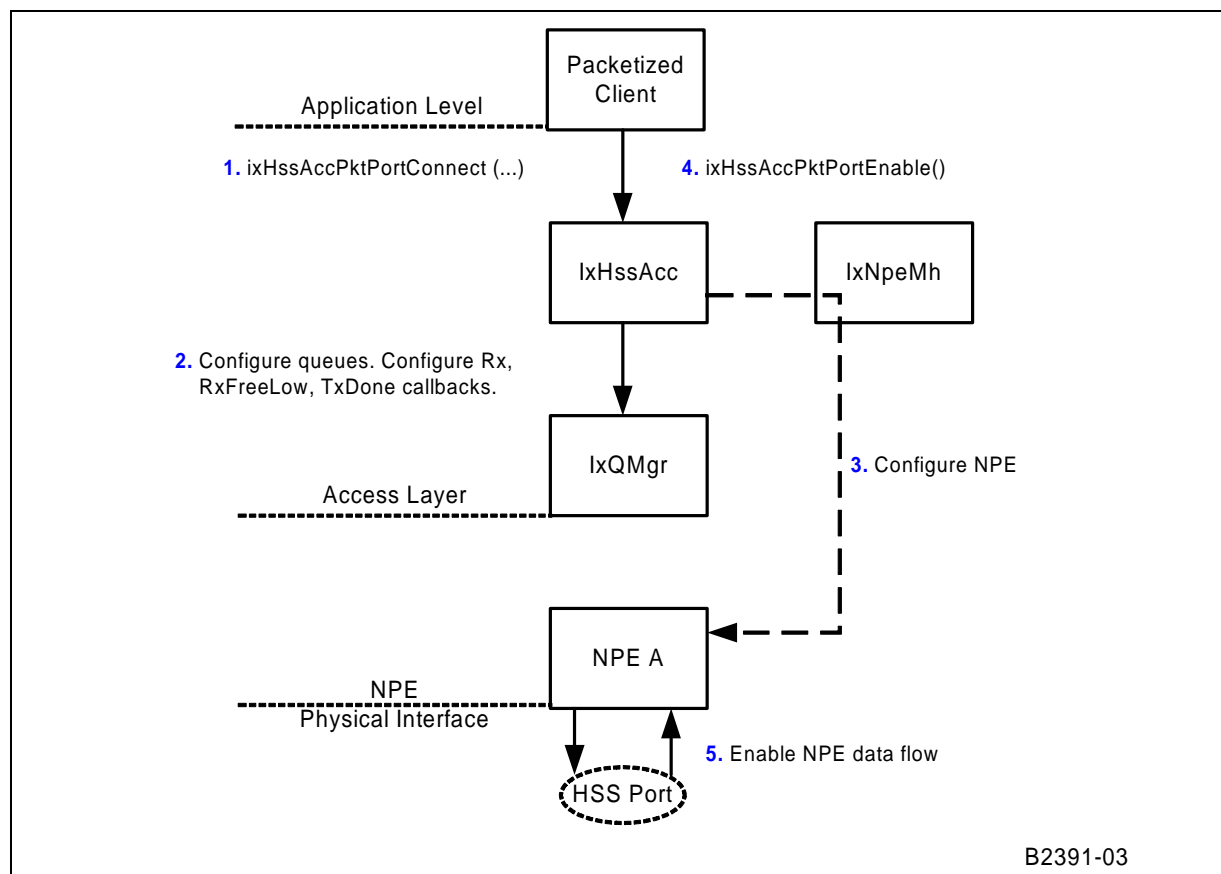 Packetized
Client
Application Level
1. ixHssAccPktPortConnect (...)
4. ixHssAccPktPortEnable()
IxHssAcc
IxNpeMh
2. Configure queues. Configure Rx,
RxFreeLow, TxDone callbacks.
IxQMgr
3. Configure NPE
Access Layer
NPE A
NPE
Physical Interface
5. Enable NPE data flow
HSS Port
B2391-03